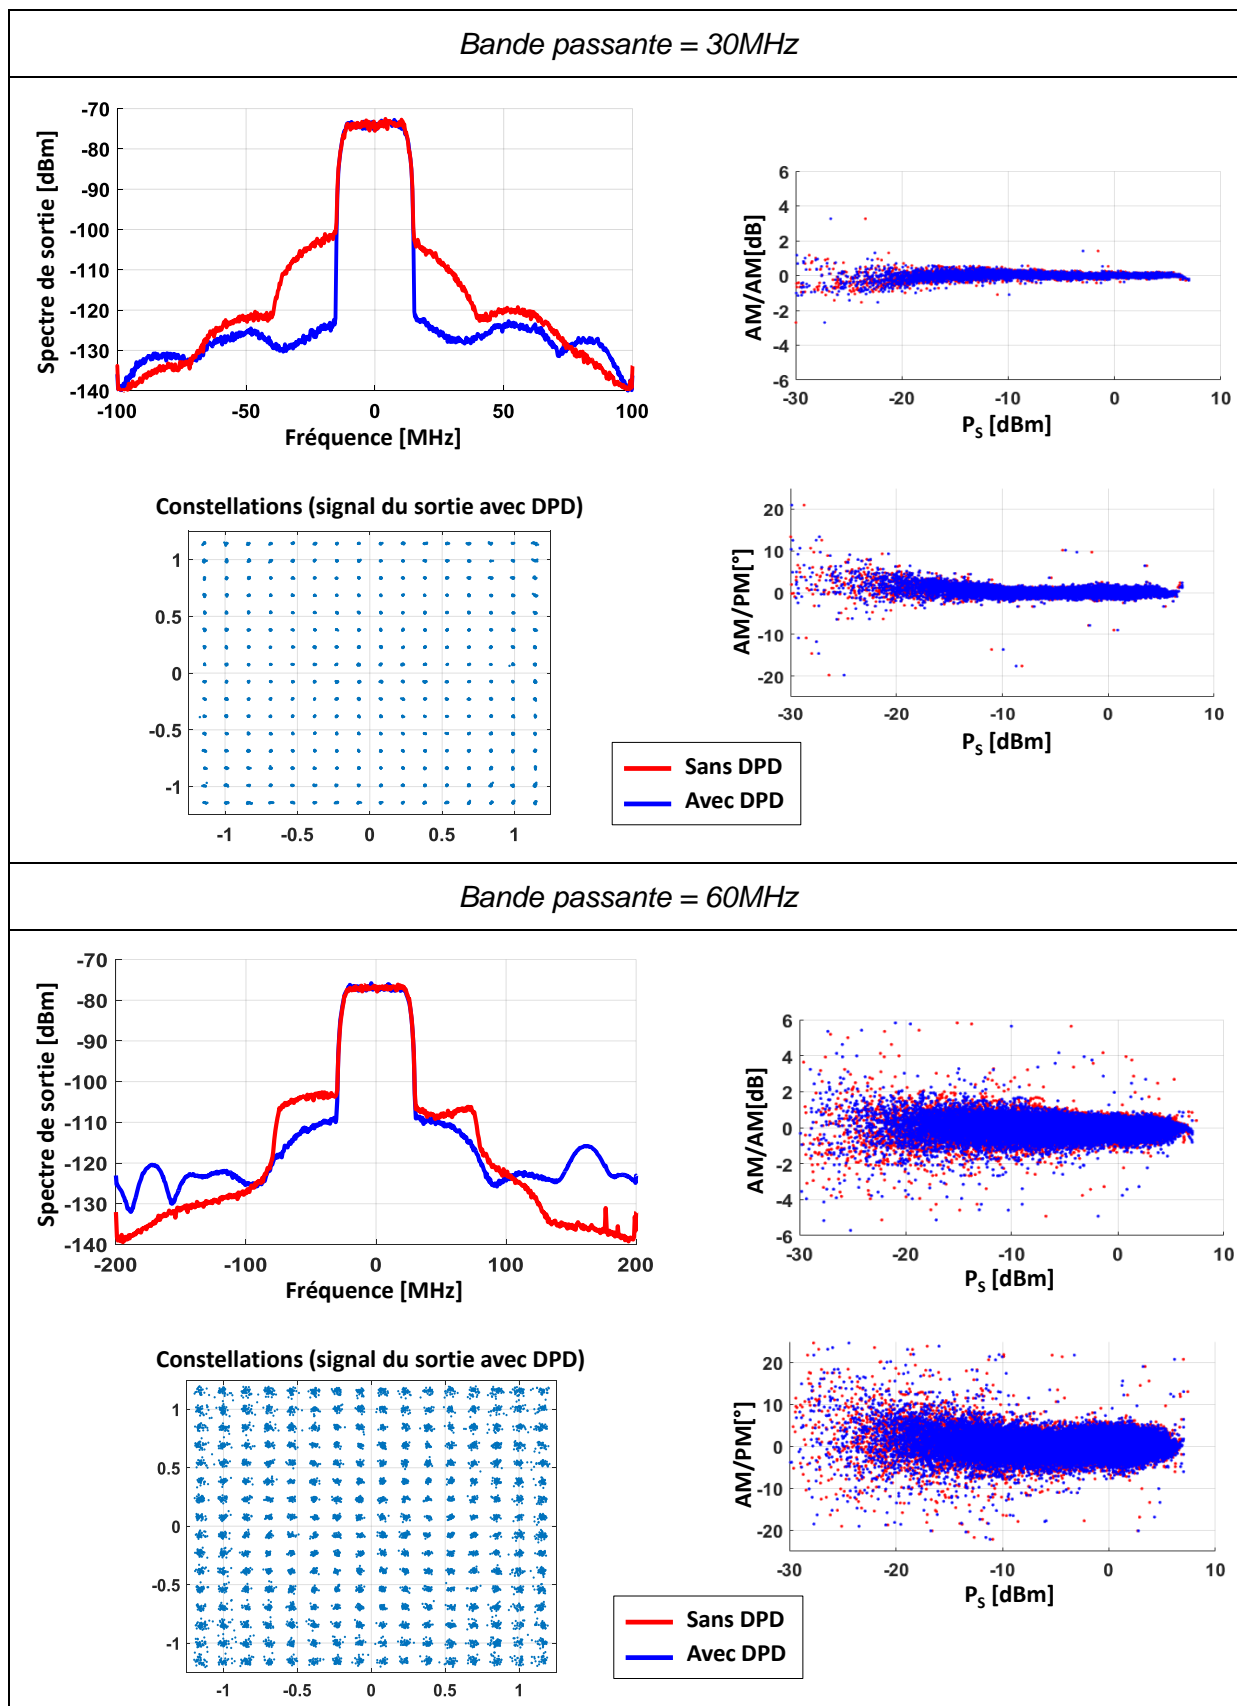 Bande passante = 30MHz
Spectre de sortie [dBm]
-70
-80
-90
-100
-110
-120
-130
-140
-100 -50 0 50 100
Fréquence [MHz]
AM/AM[dB]
6
4
2
0
-2
-4
-6
-30 -20 -10 0 10
P_S [dBm]
Constellations (signal du sortie avec DPD)
1
0.5
0
-0.5
-1
-1 -0.5 0 0.5 1
AM/PM[°]
20
10
0
-10
-20
-30 -20 -10 0 10
P_S [dBm]
Sans DPD
Avec DPD
Bande passante = 60MHz
Spectre de sortie [dBm]
-70
-80
-90
-100
-110
-120
-130
-140
-200 -100 0 100 200
Fréquence [MHz]
AM/AM[dB]
6
4
2
0
-2
-4
-6
-30 -20 -10 0 10
P_S [dBm]
Constellations (signal du sortie avec DPD)
1
0.5
0
-0.5
-1
-1 -0.5 0 0.5 1
AM/PM[°]
20
10
0
-10
-20
-30 -20 -10 0 10
P_S [dBm]
Sans DPD
Avec DPD